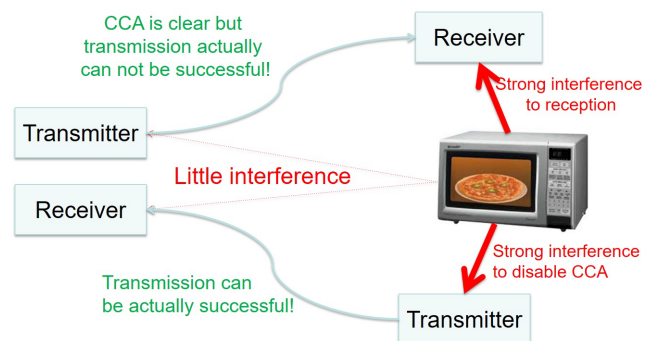 CCA is clear but
transmission actually
can not be successful!
Receiver
Strong interference
to reception
Transmitter
Little interference
Receiver
Strong interference
to disable CCA
Transmission can
be actually successful!
Transmitter